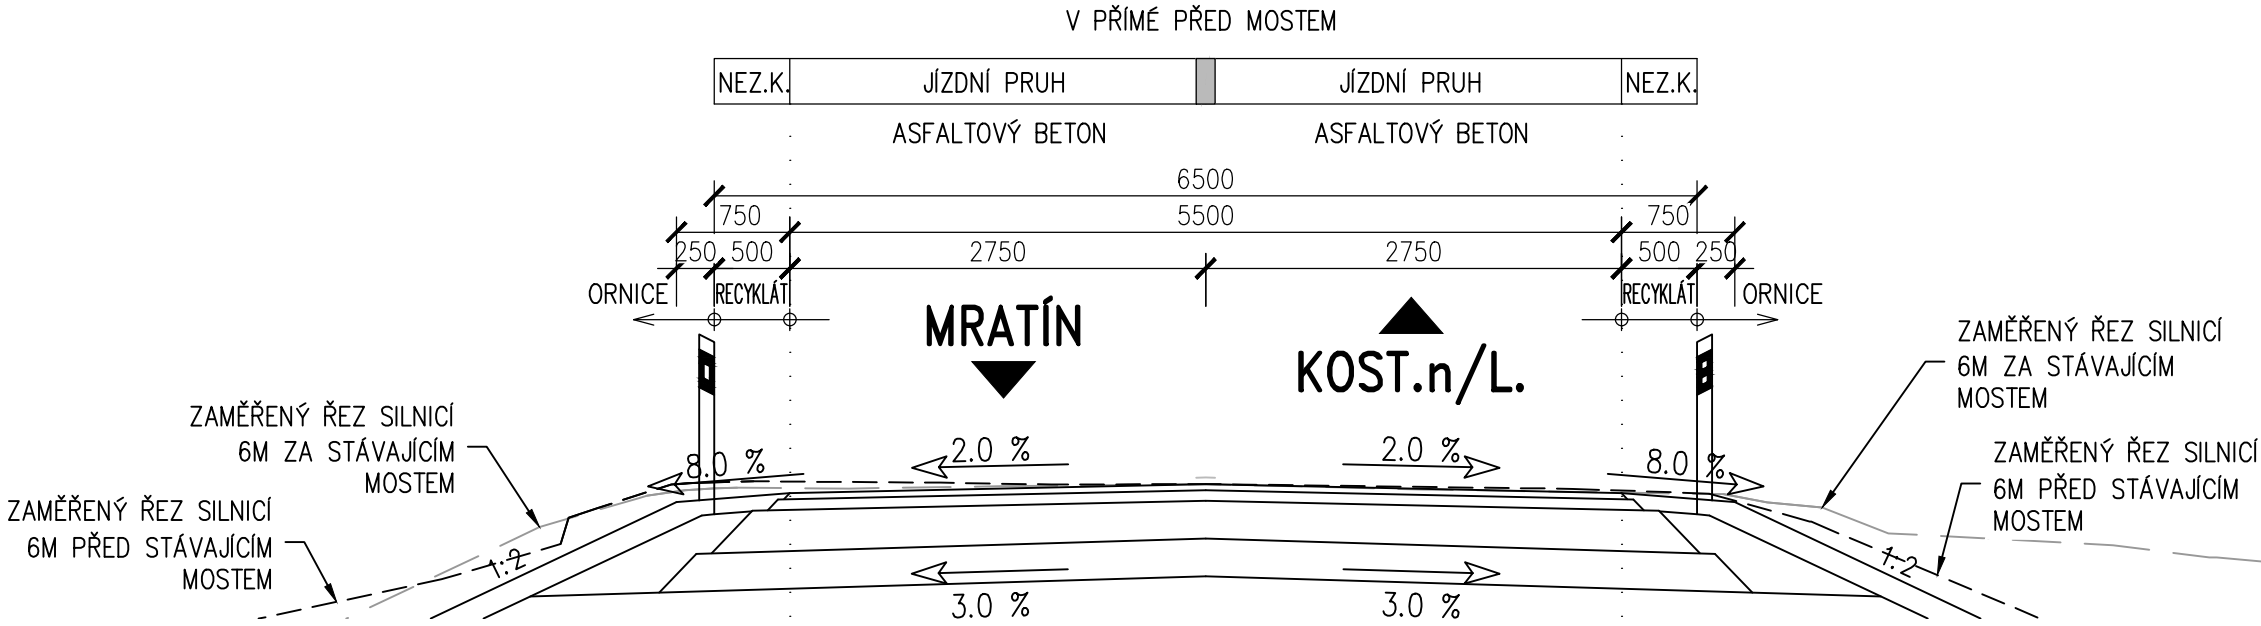 V PŘÍMÉ PŘED MOSTEM
NEZ.K. JÍZDNÍ PRUH JÍZDNÍ PRUH NEZ.K.
ASFALTOVÝ BETON ASFALTOVÝ BETON
6500
750 5500 750
250 500 2750 2750 500 250
ORNICE RECYKLÁT RECYKLÁT ORNICE
MRATÍN
KOST.n/L.
ZAMĚŘENÝ ŘEZ SILNICÍ
6M ZA STÁVAJÍCÍM
MOSTEM
ZAMĚŘENÝ ŘEZ SILNICÍ
6M ZA STÁVAJÍCÍM
MOSTEM
8.0 % 2.0 % 2.0 % 8.0 %
ZAMĚŘENÝ ŘEZ SILNICÍ
6M PŘED STÁVAJÍCÍM
MOSTEM
ZAMĚŘENÝ ŘEZ SILNICÍ
6M PŘED STÁVAJÍCÍM
MOSTEM
1:2 1:2
3.0 % 3.0 %